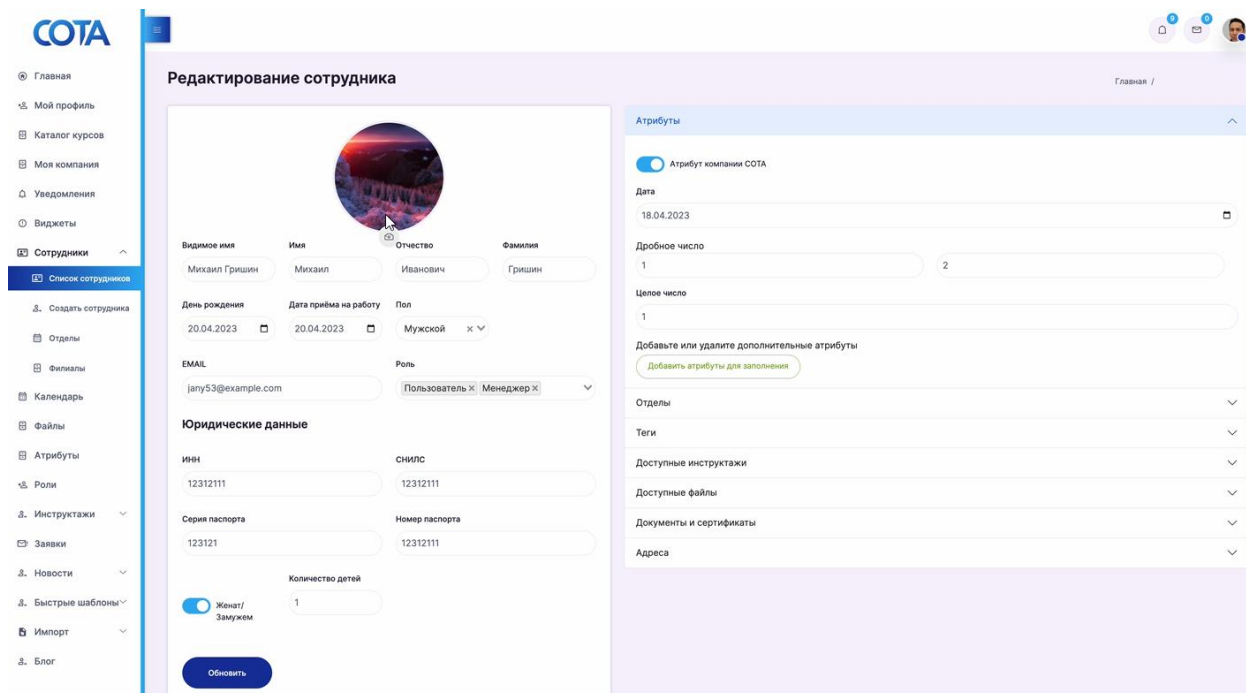 СОТА
9
0
Главная
Мой профиль
Каталог курсов
Моя компания
Уведомления
Виджеты
Сотрудники
Список сотрудников
Создать сотрудника
Отделы
Филиалы
Календарь
Файлы
Атрибуты
Роли
Инструктажи
Заявки
Новости
Быстрые шаблоны
Импорт
Блог
Редактирование сотрудника
Главная /
Видимое имя Имя Отчество Фамилия
Михаил Гришин Михаил Иванович Гришин
День рождения Дата приёма на работу Пол
20.04.2023 20.04.2023 Мужской ×
EMAIL Роль
jany53@example.com Пользователь × Менеджер ×
Юридические данные
ИНН СНИЛС
12312111 12312111
Серия паспорта Номер паспорта
123121 12312111
Количество детей
Женат/ 1
Замужем
Обновить
Атрибуты
Атрибут компании СОТА
Дата
18.04.2023
Дробное число
1 2
Целое число
1
Добавьте или удалите дополнительные атрибуты
Добавить атрибуты для заполнения
Отделы
Теги
Доступные инструктажи
Доступные файлы
Документы и сертификаты
Адреса